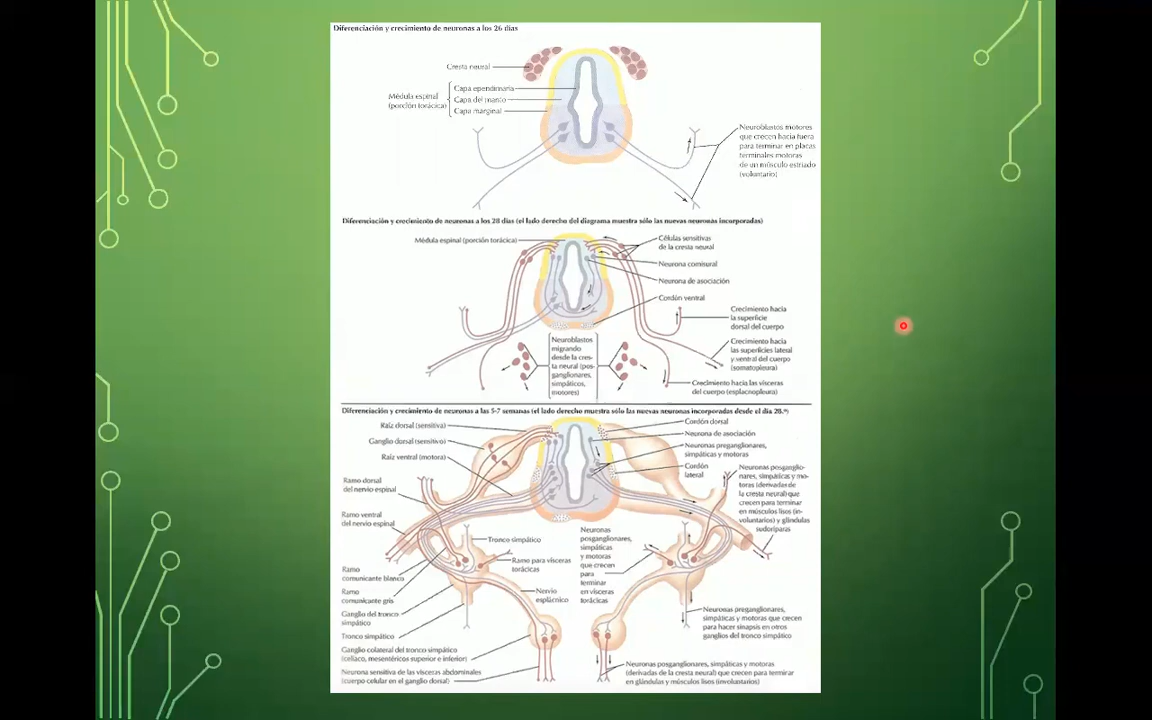 Diferenciación y crecimiento de neuronas a los 26 días
Cresta neural
Médula espinal
(porción torácica)
Capa ependimaria
Capa del manto
Capa marginal
Neuroblastos motores
que crecen hacia fuera
para terminar en placas
terminales motoras
de un músculo estriado
(voluntario)
Diferenciación y crecimiento de neuronas a los 28 días (el lado derecho del diagrama muestra sólo las nuevas neuronas incorporadas)
Médula espinal (porción torácica)
Células sensitivas
de la cresta neural
Neurona comisural
Neurona de asociación
Cordón ventral
Crecimiento hacia
la superficie
dorsal del cuerpo
Crecimiento hacia
las superficies lateral
y ventral del cuerpo
(somatopleura)
Crecimiento hacia las vísceras
del cuerpo (esplacnopleura)
Neuroblastos
migrando
desde la cres-
ta neural (pos-
ganglionares,
simpáticos,
motores)
Diferenciación y crecimiento de neuronas a las 5-7 semanas (el lado derecho muestra sólo las nuevas neuronas incorporadas desde el día 28.º)
Raíz dorsal (sensitiva)
Ganglio dorsal (sensitivo)
Raíz ventral (motora)
Ramo dorsal
del nervio espinal
Ramo ventral
del nervio espinal
Ramo
comunicante blanco
Ramo
comunicante gris
Ganglio del tronco
simpático
Tronco simpático
Ganglio colateral del tronco simpático
(celíaco, mesentéricos superior e inferior)
Neurona sensitiva de las vísceras abdominales
(cuerpo celular en el ganglio dorsal)
Tronco simpático
Ramo para vísceras
torácicas
Nervio
esplácnico
Cordón dorsal
Neurona de asociación
Neuronas preganglionares,
simpáticas y motoras
Cordón
lateral
Neuronas posganglio-
nares, simpáticas y mo-
toras (derivadas de
la cresta neural) que
crecen para terminar
en músculos lisos (in-
voluntarios) y glándulas
sudoríparas
Neuronas
posganglionares,
simpáticas
y motoras
que crecen
para
terminar
en vísceras
torácicas
Neuronas preganglionares,
simpáticas y motoras que crecen
para hacer sinapsis en otros
ganglios del tronco simpático
Neuronas posganglionares, simpáticas y motoras
(derivadas de la cresta neural) que crecen para terminar
en glándulas y músculos lisos (involuntarios)